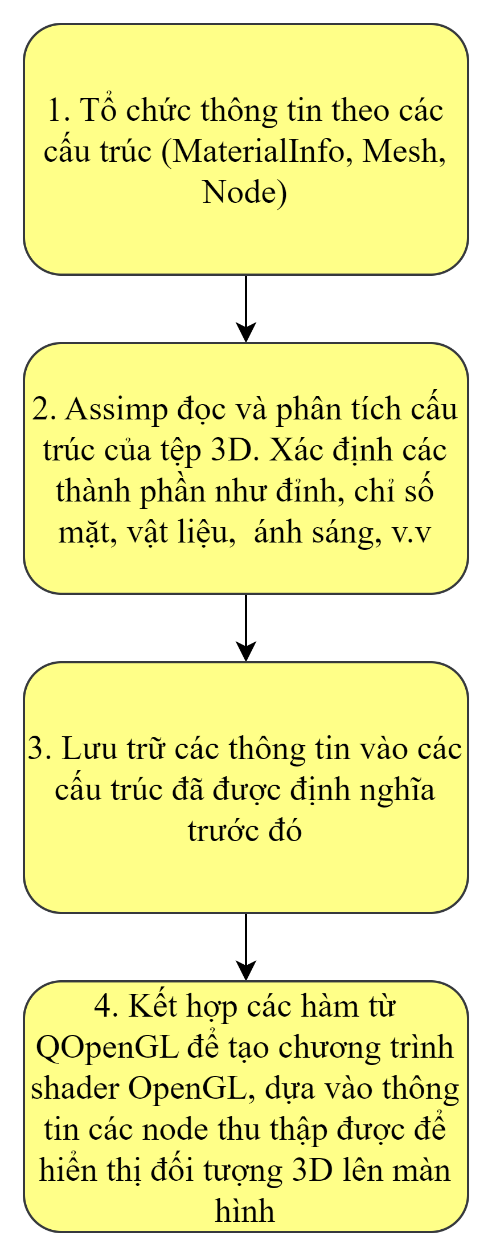 1. Tổ chức thông tin theo các
cấu trúc (MaterialInfo, Mesh,
Node)
2. Assimp đọc và phân tích cấu
trúc của tệp 3D. Xác định các
thành phần như đỉnh, chỉ số
mặt, vật liệu, ánh sáng, v.v
3. Lưu trữ các thông tin vào các
cấu trúc đã được định nghĩa
trước đó
4. Kết hợp các hàm từ
QOpenGL để tạo chương trình
shader OpenGL, dựa vào thông
tin các node thu thập được để
hiển thị đối tượng 3D lên màn
hình